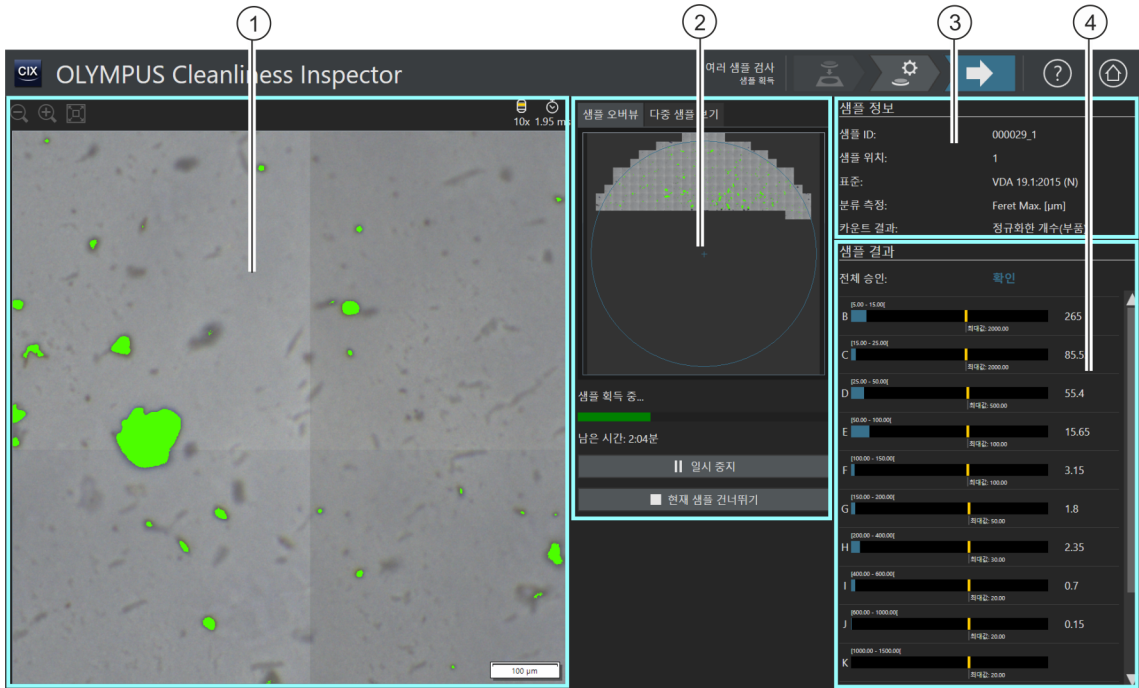 1
2
3
4
CIX OLYMPUS Cleanliness Inspector
여러 샘플 검사
샘플 획득
?
10x 1.95 ms
샘플 오버뷰 다중 샘플 보기
샘플 획득 중...
남은 시간: 2:04분
일시 중지
현재 샘플 건너뛰기
100 µm
샘플 정보
샘플 ID: 000029_1
샘플 위치: 1
표준: VDA 19.1:2015 (N)
분류 측정: Feret Max. [µm]
카운트 결과: 정규화한 개수(부품)
샘플 결과
전체 승인: 확인
[5.00 - 15.00[
B 265
최대값: 2000.00
[15.00 - 25.00[
C 85.5
최대값: 2000.00
[25.00 - 50.00[
D 55.4
최대값: 500.00
[50.00 - 100.00[
E 15.65
최대값: 100.00
[100.00 - 150.00[
F 3.15
최대값: 100.00
[150.00 - 200.00[
G 1.8
최대값: 50.00
[200.00 - 400.00[
H 2.35
최대값: 30.00
[400.00 - 600.00[
I 0.7
최대값: 20.00
[600.00 - 1000.00[
J 0.15
최대값: 20.00
[1000.00 - 1500.00[
K
최대값: 20.00